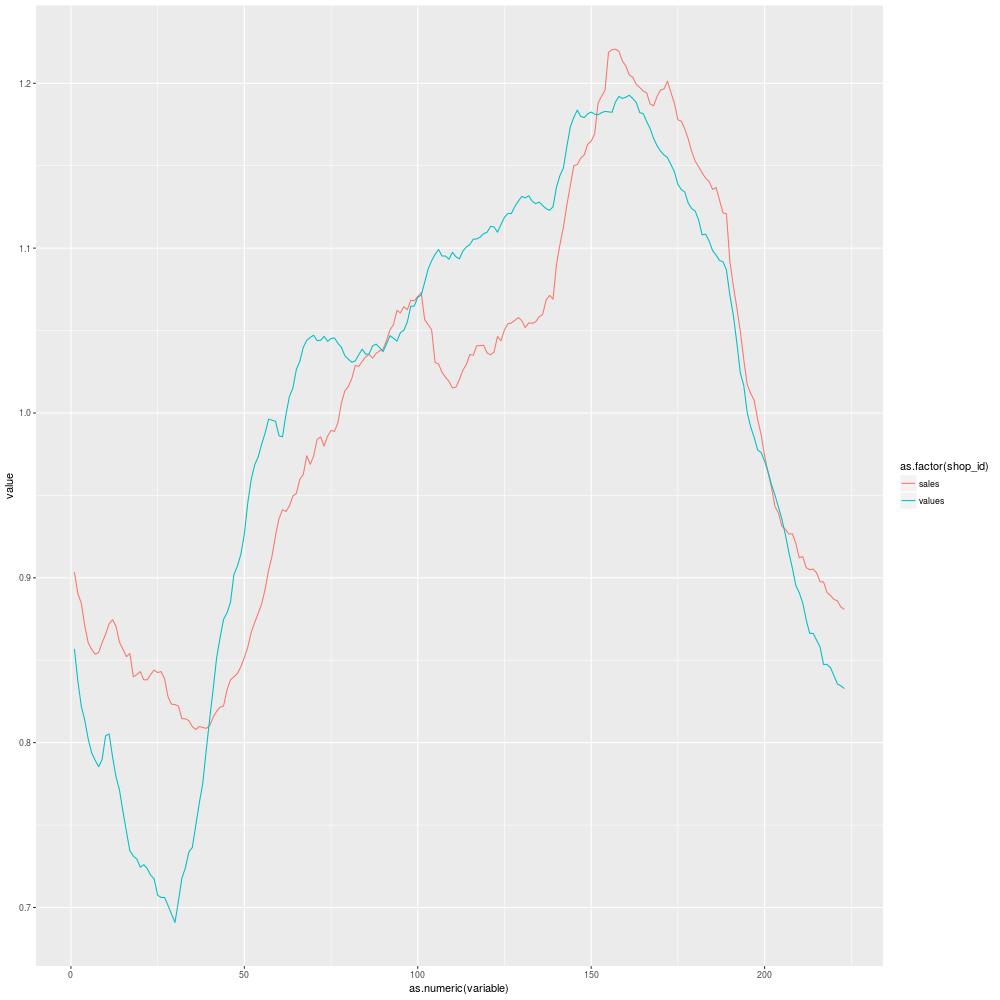 value
1.2
1.1
1.0
0.9
0.8
0.7
0
50
100
150
200
as.numeric(variable)
as.factor(shop_id)
sales
values